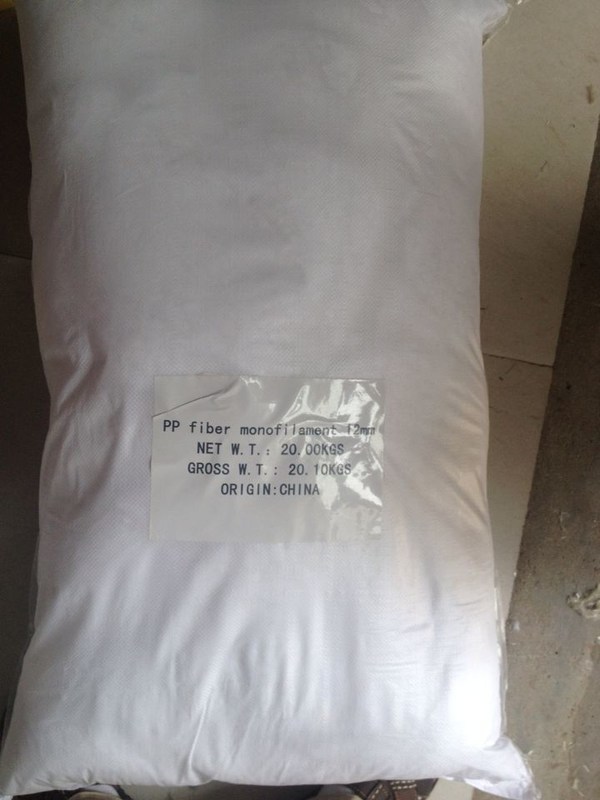 PP fiber monofilament 12mm
NET W.T.: 20.00KGS
GROSS W.T.: 20.10KGS
ORIGIN:CHINA